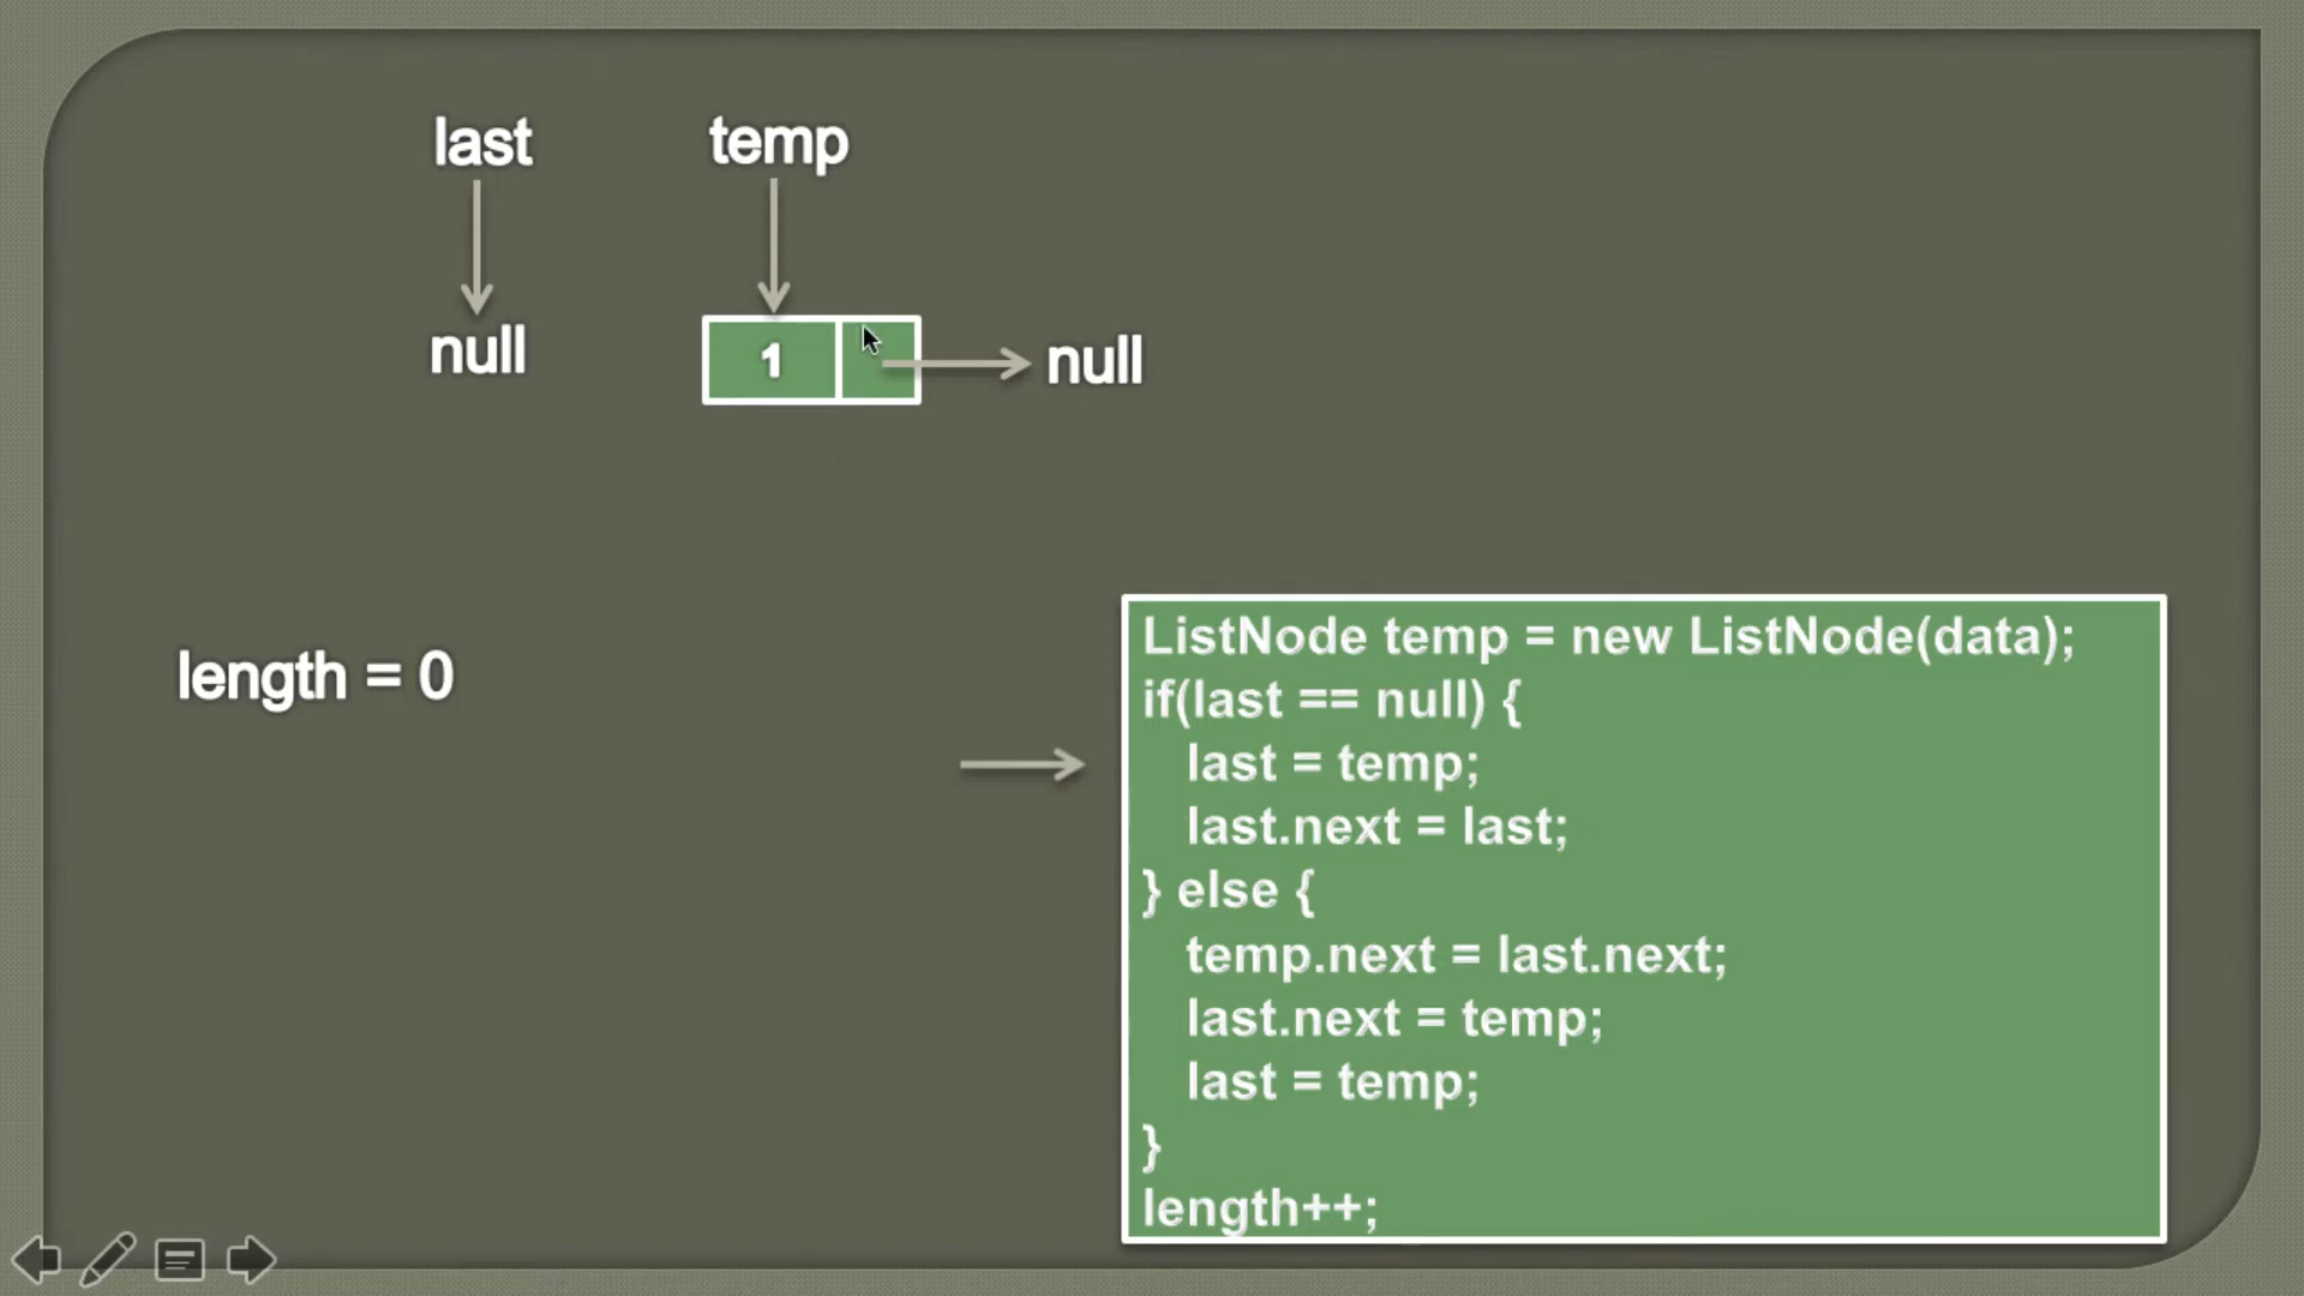 last temp
null 1 null
length = 0
ListNode temp = new ListNode(data);
if(last == null) {
last = temp;
last.next = last;
} else {
temp.next = last.next;
last.next = temp;
last = temp;
}
length++;